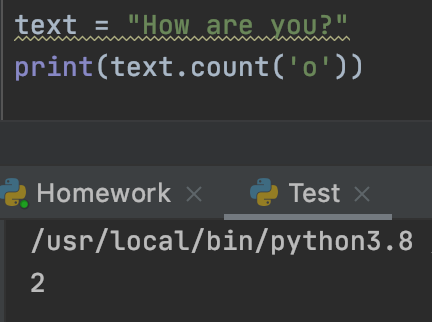 text = "How are you?"
print(text.count('o'))
Homework × Test ×
/usr/local/bin/python3.8
2